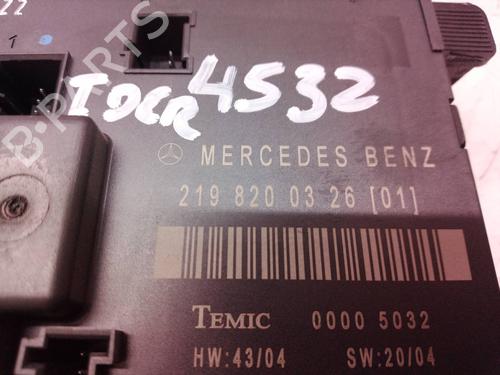 22
1
IDCR 4532
MERCEDES BENZ
219 820 03 26 [01]
TEMIC 0000 5032
HW:43/04 SW:20/04
B-PARTS